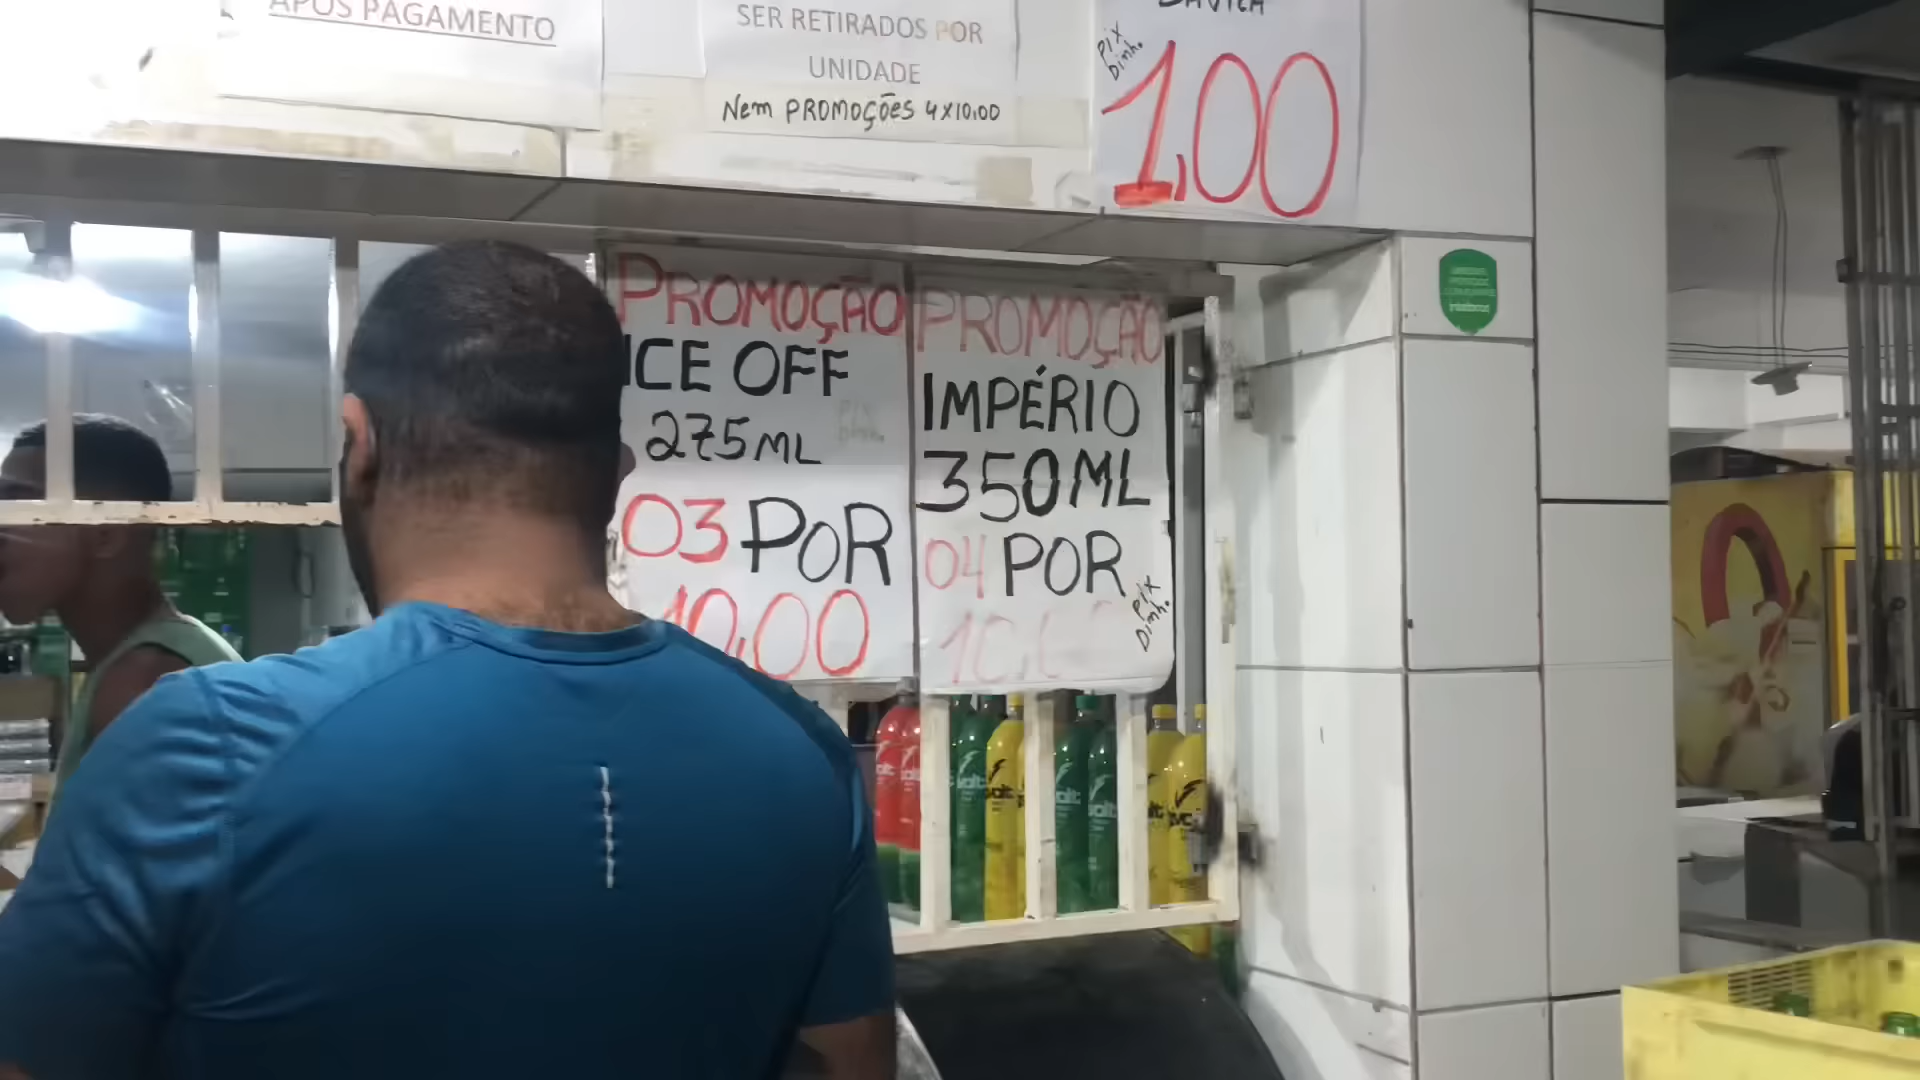 APÓS PAGAMENTO
SER RETIRADOS POR
UNIDADE
Nem PROMOÇÕES 4X10,00
PIX
Dinh.
1,00
PROMOÇÃO
ICE OFF
275ML
03 POR
10,00
PROMOÇÃO
IMPÉRIO
350ML
04 POR
PIX
Dinh.